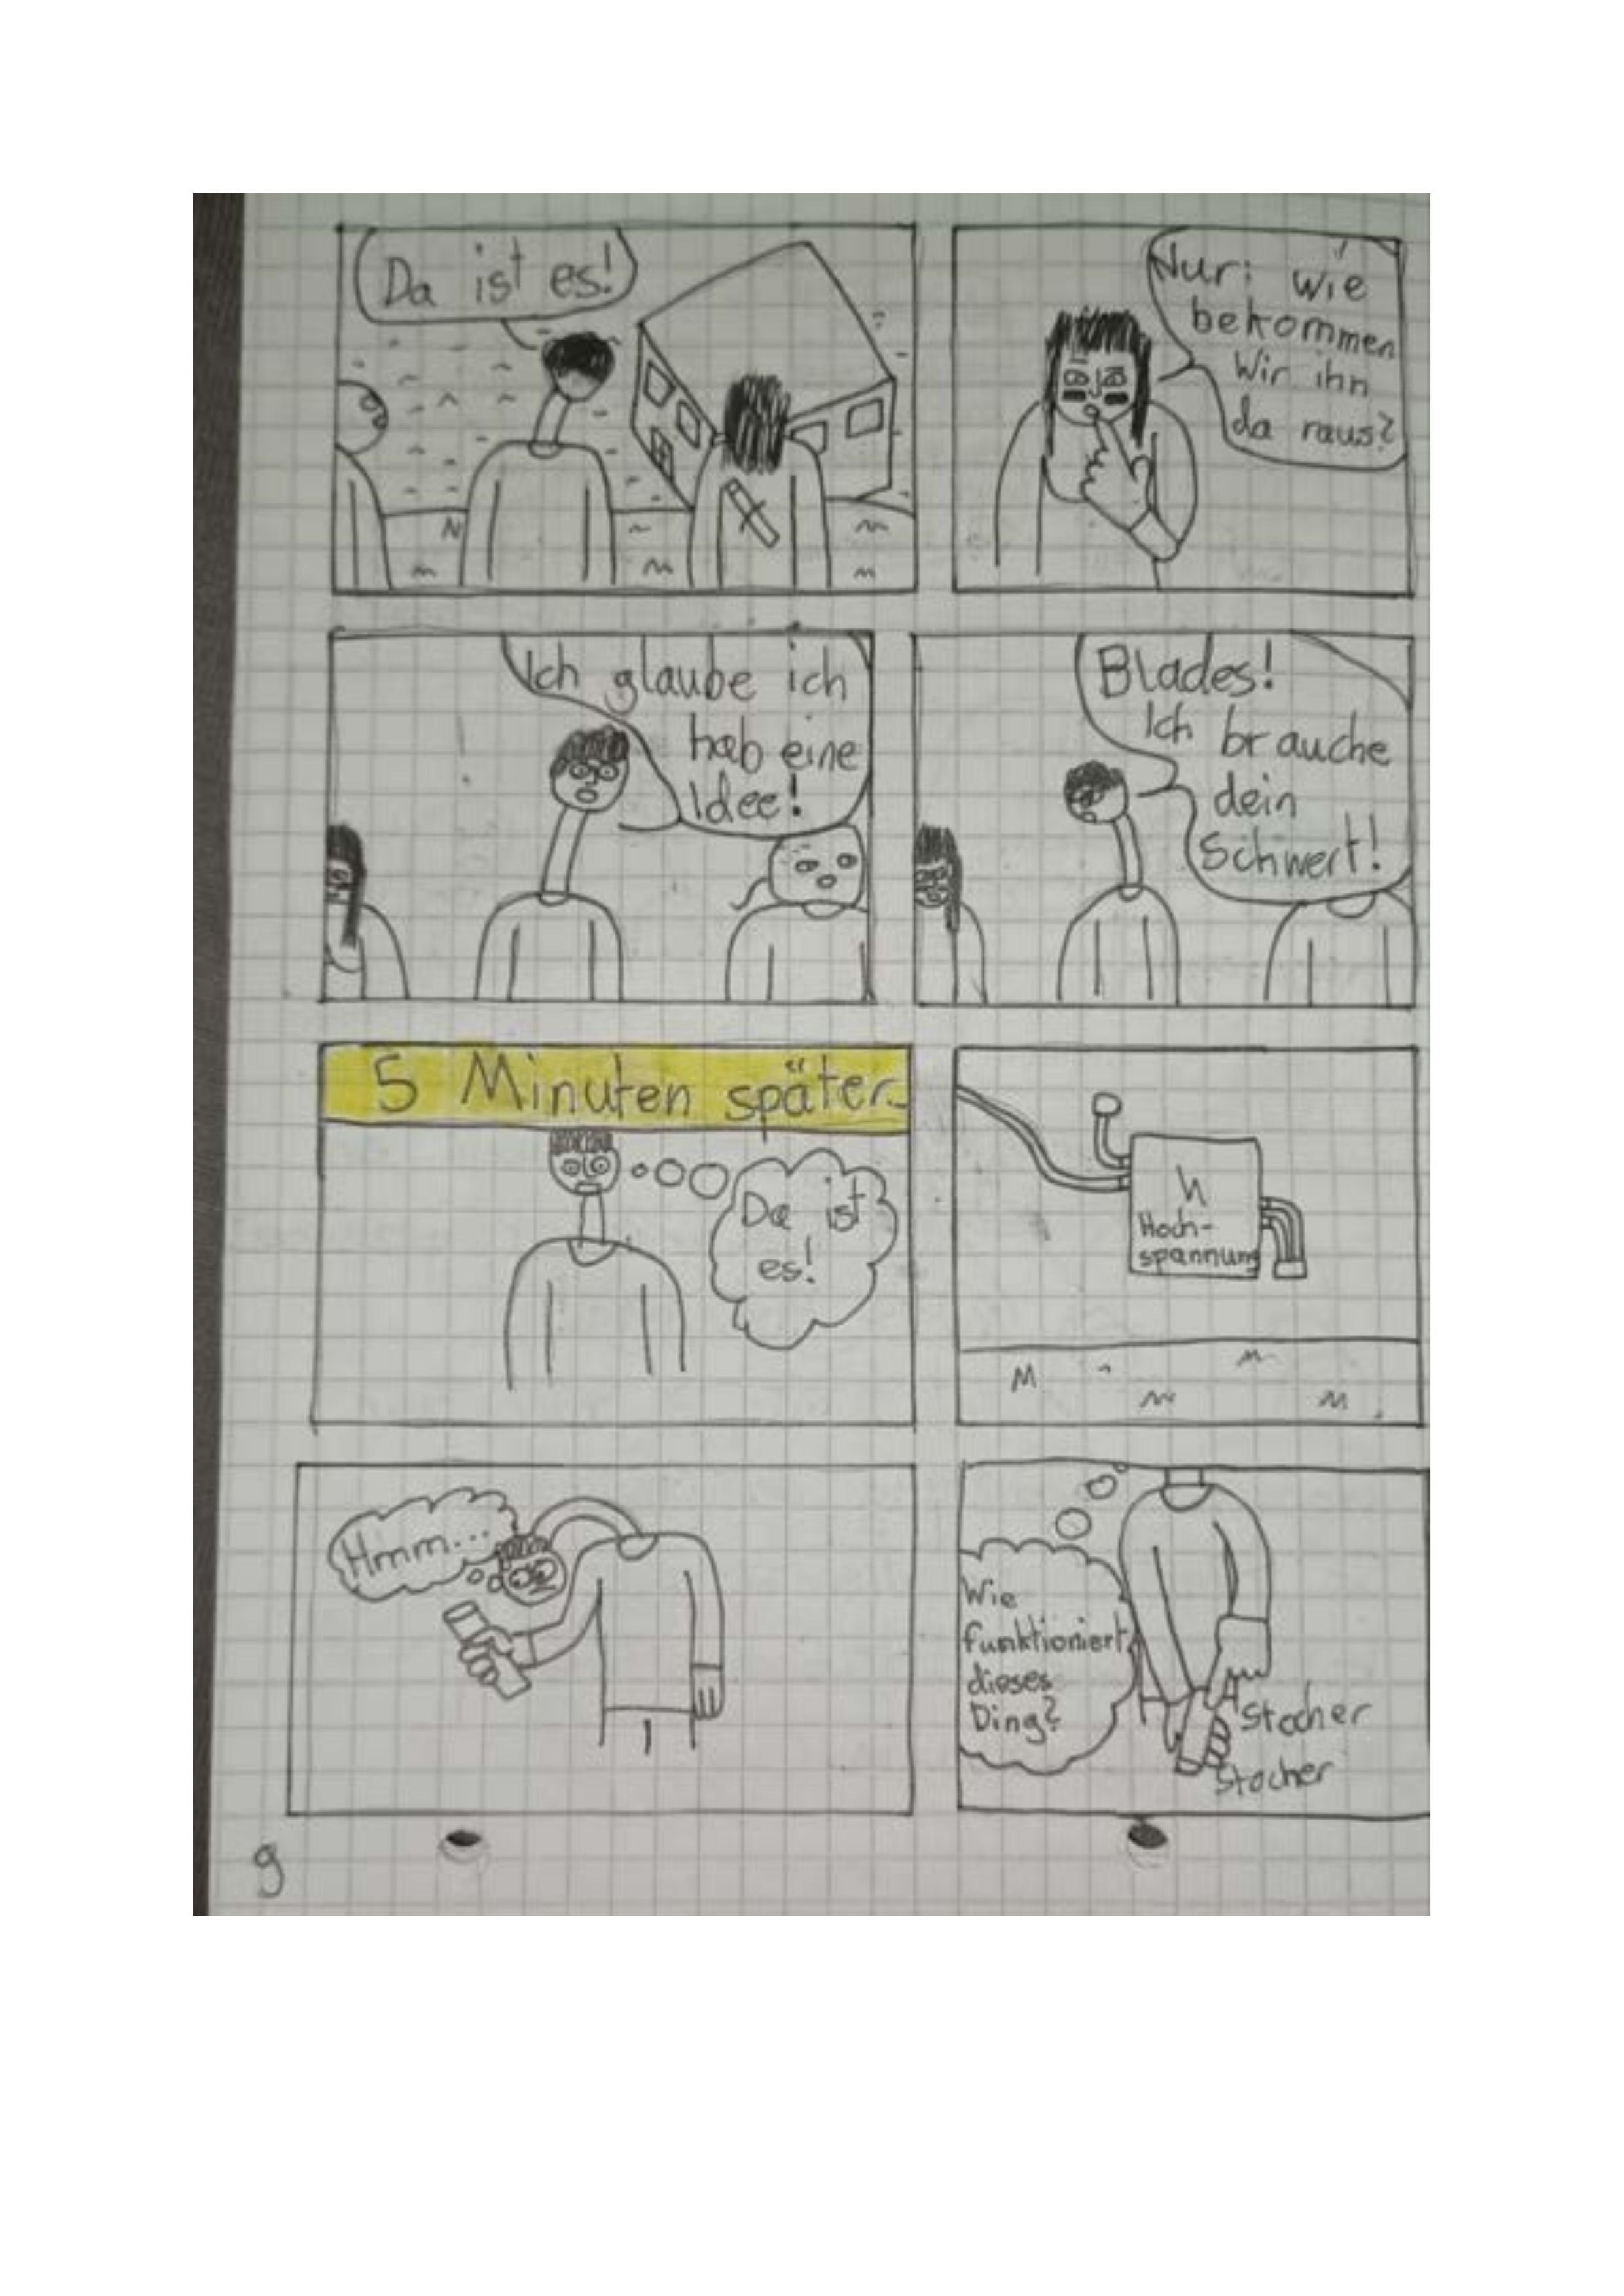 Da ist es!
Nur: wie
bekommen
wir ihn
da raus?
Ich glaube ich
hab eine
Idee!
Blades!
Ich brauche
dein
Schwert!
5 Minuten später
Da ist
es!
Hoch-
spannung
Hmm...
Wie
funktioniert
dieses
Ding?
Stocher
Stocher
9